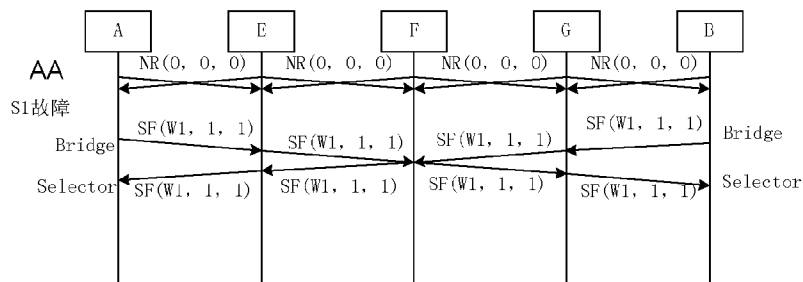 A E F G B
NR(0, 0, 0) NR(0, 0, 0) NR(0, 0, 0) NR(0, 0, 0)
AA
S1故障
SF(W1, 1, 1) SF(W1, 1, 1) SF(W1, 1, 1) SF(W1, 1, 1)
Bridge Bridge
Selector SF(W1, 1, 1) SF(W1, 1, 1) SF(W1, 1, 1) SF(W1, 1, 1) Selector